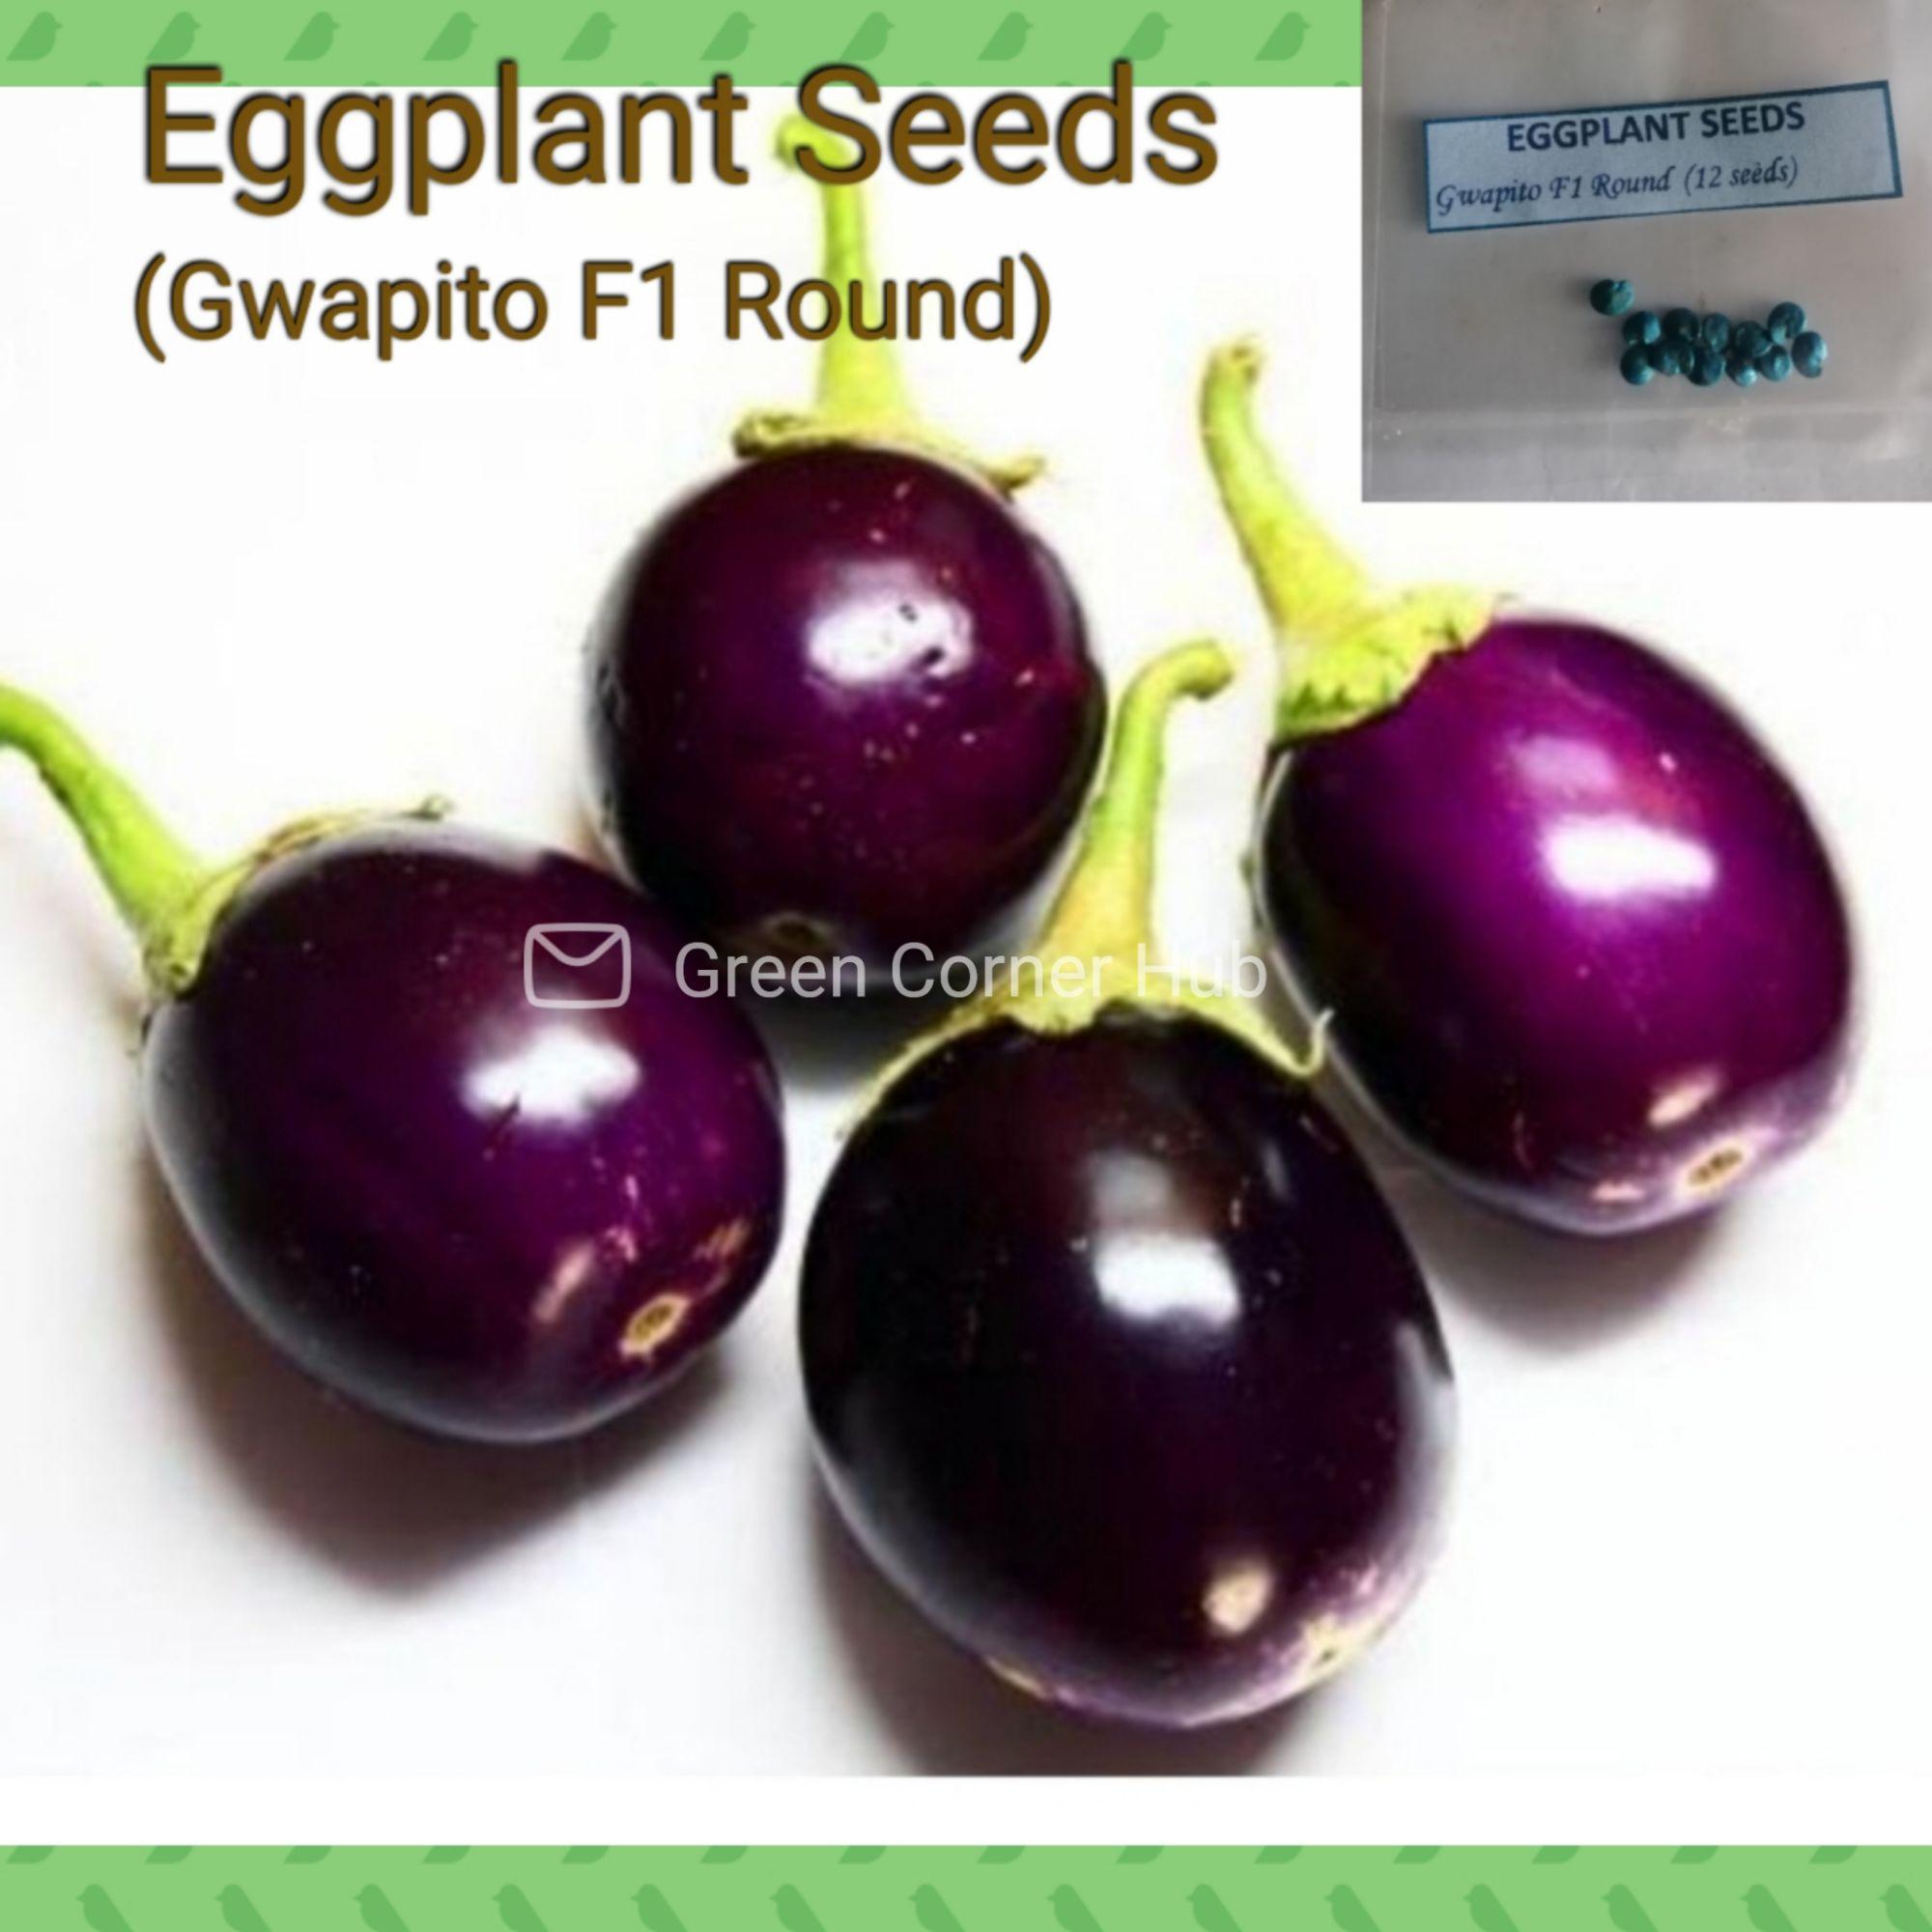 Eggplant Seeds
(Gwapito F1 Round)
EGGPLANT SEEDS
Gwapito F1 Round (12 seeds)
Green Corner Hub